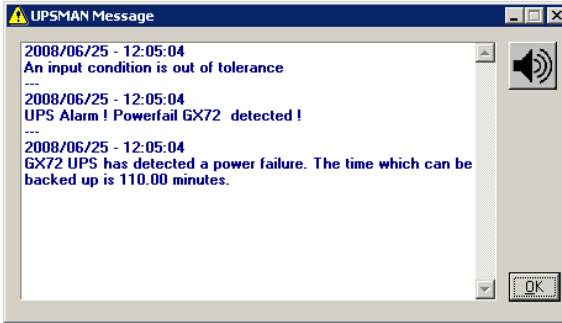 UPSMAN Message
2008/06/25 - 12:05:04
An input condition is out of tolerance
---
2008/06/25 - 12:05:04
UPS Alarm ! Powerfail GX72  detected !
---
2008/06/25 - 12:05:04
GX72 UPS has detected a power failure. The time which can be
backed up is 110.00 minutes.
OK